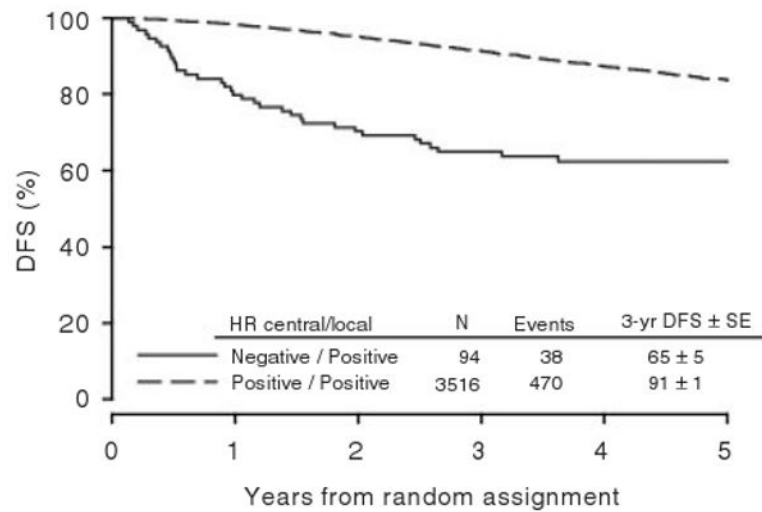 100
80
60
40
20
0
DFS (%)
HR central/local N Events 3-yr DFS ± SE
Negative / Positive 94 38 65 ± 5
Positive / Positive 3516 470 91 ± 1
0 1 2 3 4 5
Years from random assignment